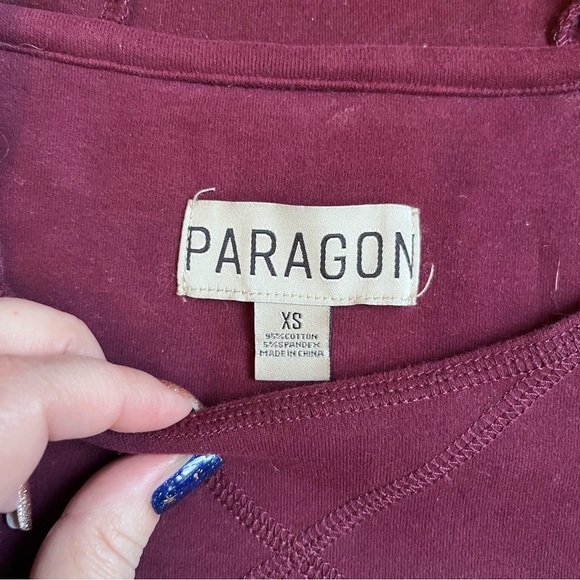 PARAGON
XS
95%COTTON
5%SPANDEX
MADE IN CHINA